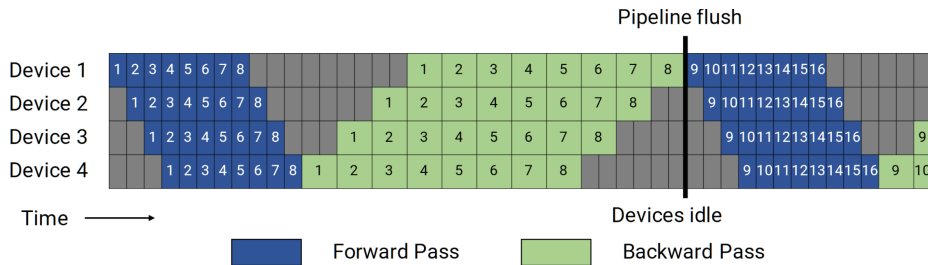 Pipeline flush
Device 1 1 2 3 4 5 6 7 8 1 2 3 4 5 6 7 8 9 10 11 12 13 14 15 16
Device 2 1 2 3 4 5 6 7 8 1 2 3 4 5 6 7 8 9 10 11 12 13 14 15 16
Device 3 1 2 3 4 5 6 7 8 1 2 3 4 5 6 7 8 9 10 11 12 13 14 15 16 9
Device 4 1 2 3 4 5 6 7 8 1 2 3 4 5 6 7 8 9 10 11 12 13 14 15 16 9 10
Time Devices idle
Forward Pass Backward Pass